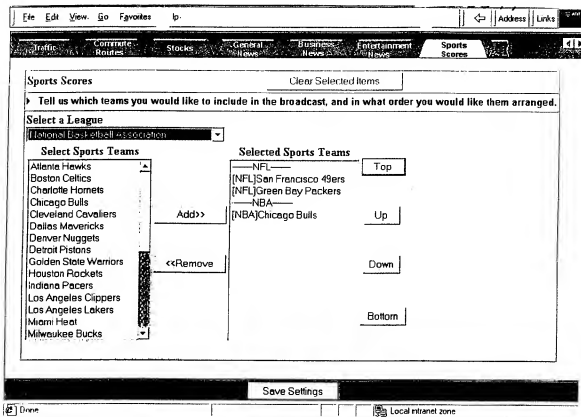 File Edit View Go Favorites Address Links
Traffic Commute Routes Stocks General News Business News Entertainment News Sports Scores
Sports Scores Clear Selected Items
Tell us which teams you would like to include in the broadcast, and in what order you would like them arranged.
Select a League
National Basketball Association
Select Sports Teams Selected Sports Teams
Atlanta Hawks
Boston Celtics
Charlotte Hornets
Chicago Bulls
Cleveland Cavaliers
Dallas Mavericks
Denver Nuggets
Detroit Pistons
Golden State Warriors
Houston Rockets
Indiana Pacers
Los Angeles Clippers
Los Angeles Lakers
Miami Heat
Milwaukee Bucks
Add>>
<<Remove
——NFL——
[NFL]San Francisco 49ers
[NFL]Green Bay Packers
——NBA——
[NBA]Chicago Bulls
Top
Up
Down
Bottom
Save Settings
Done Local intranet zone